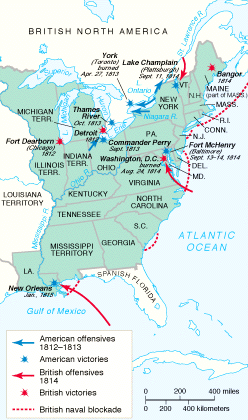 BRITISH NORTH AMERICA
St. Lawrence R.
York
(Toronto)
burned
Apr. 27, 1813
Lake Champlain
(Plattsburgh)
Sept. 11, 1814
Bangor
1814
VT.
MAINE
(part of MASS.)
N.H.
MASS.
Ontario
NEW
YORK
Niagara R.
R.I.
CONN.
N.J.
MICHIGAN
TERR.
Thames
River
Oct. 1813
Detroit
1812
PA.
Commander Perry
Sept. 1813
Fort McHenry
(Baltimore)
Sept. 13-14, 1814
Fort Dearborn
(Chicago)
1812
INDIANA
TERR.
OHIO
Washington, D.C.
burned
Aug. 24, 1814
DEL.
MD.
ILLINOIS
TERR.
VIRGINIA
LOUISIANA
TERRITORY
KENTUCKY
NORTH
CAROLINA
TENNESSEE
S.C.
ATLANTIC
OCEAN
Mississippi R.
MISSISSIPPI
TERRITORY
GEORGIA
LA.
SPANISH FLORIDA
New Orleans
Jan., 1815
Gulf of Mexico
American offensives
1812–1813
American victories
British offensives
1814
British victories
British naval blockade
0 200 400 miles
0 200 400 kilometers